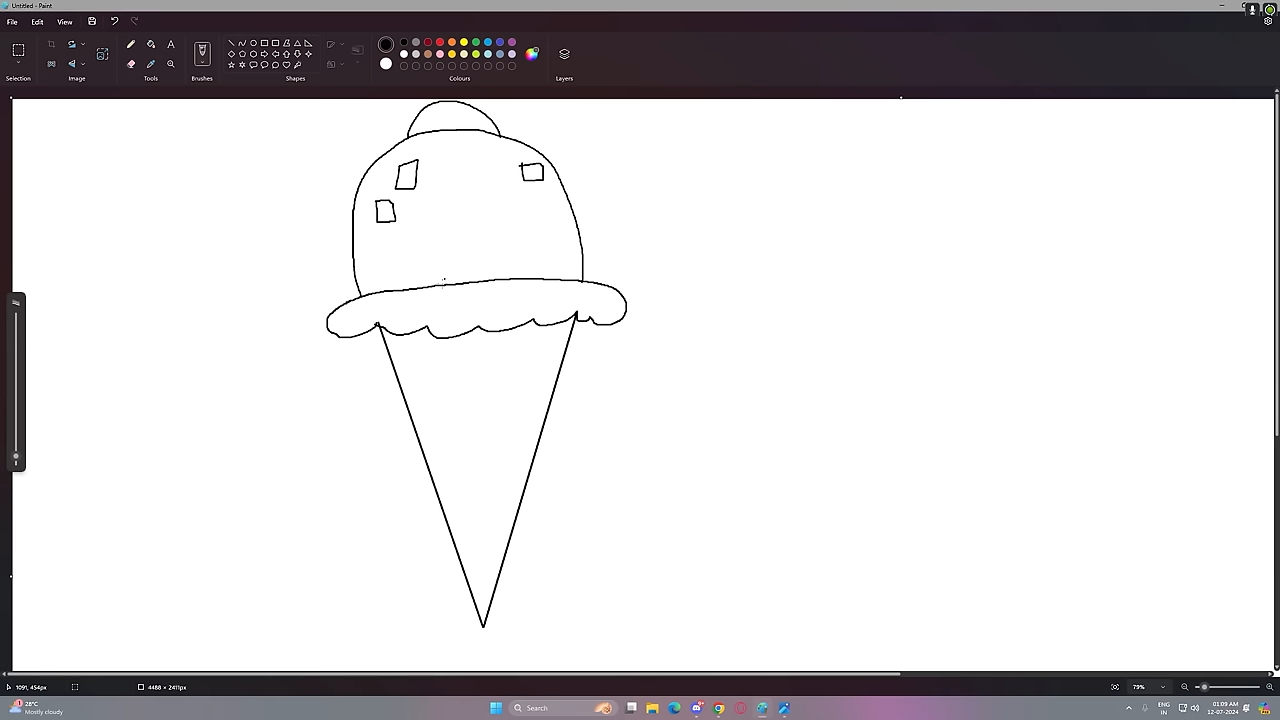 Untitled - Paint
File Edit View
Selection Image Tools Brushes Shapes Colours Layers
1091, 454px 4488 × 2411px 79%
28°C
Mostly cloudy
Search
ENG
IN
01:09 AM
12-07-2024